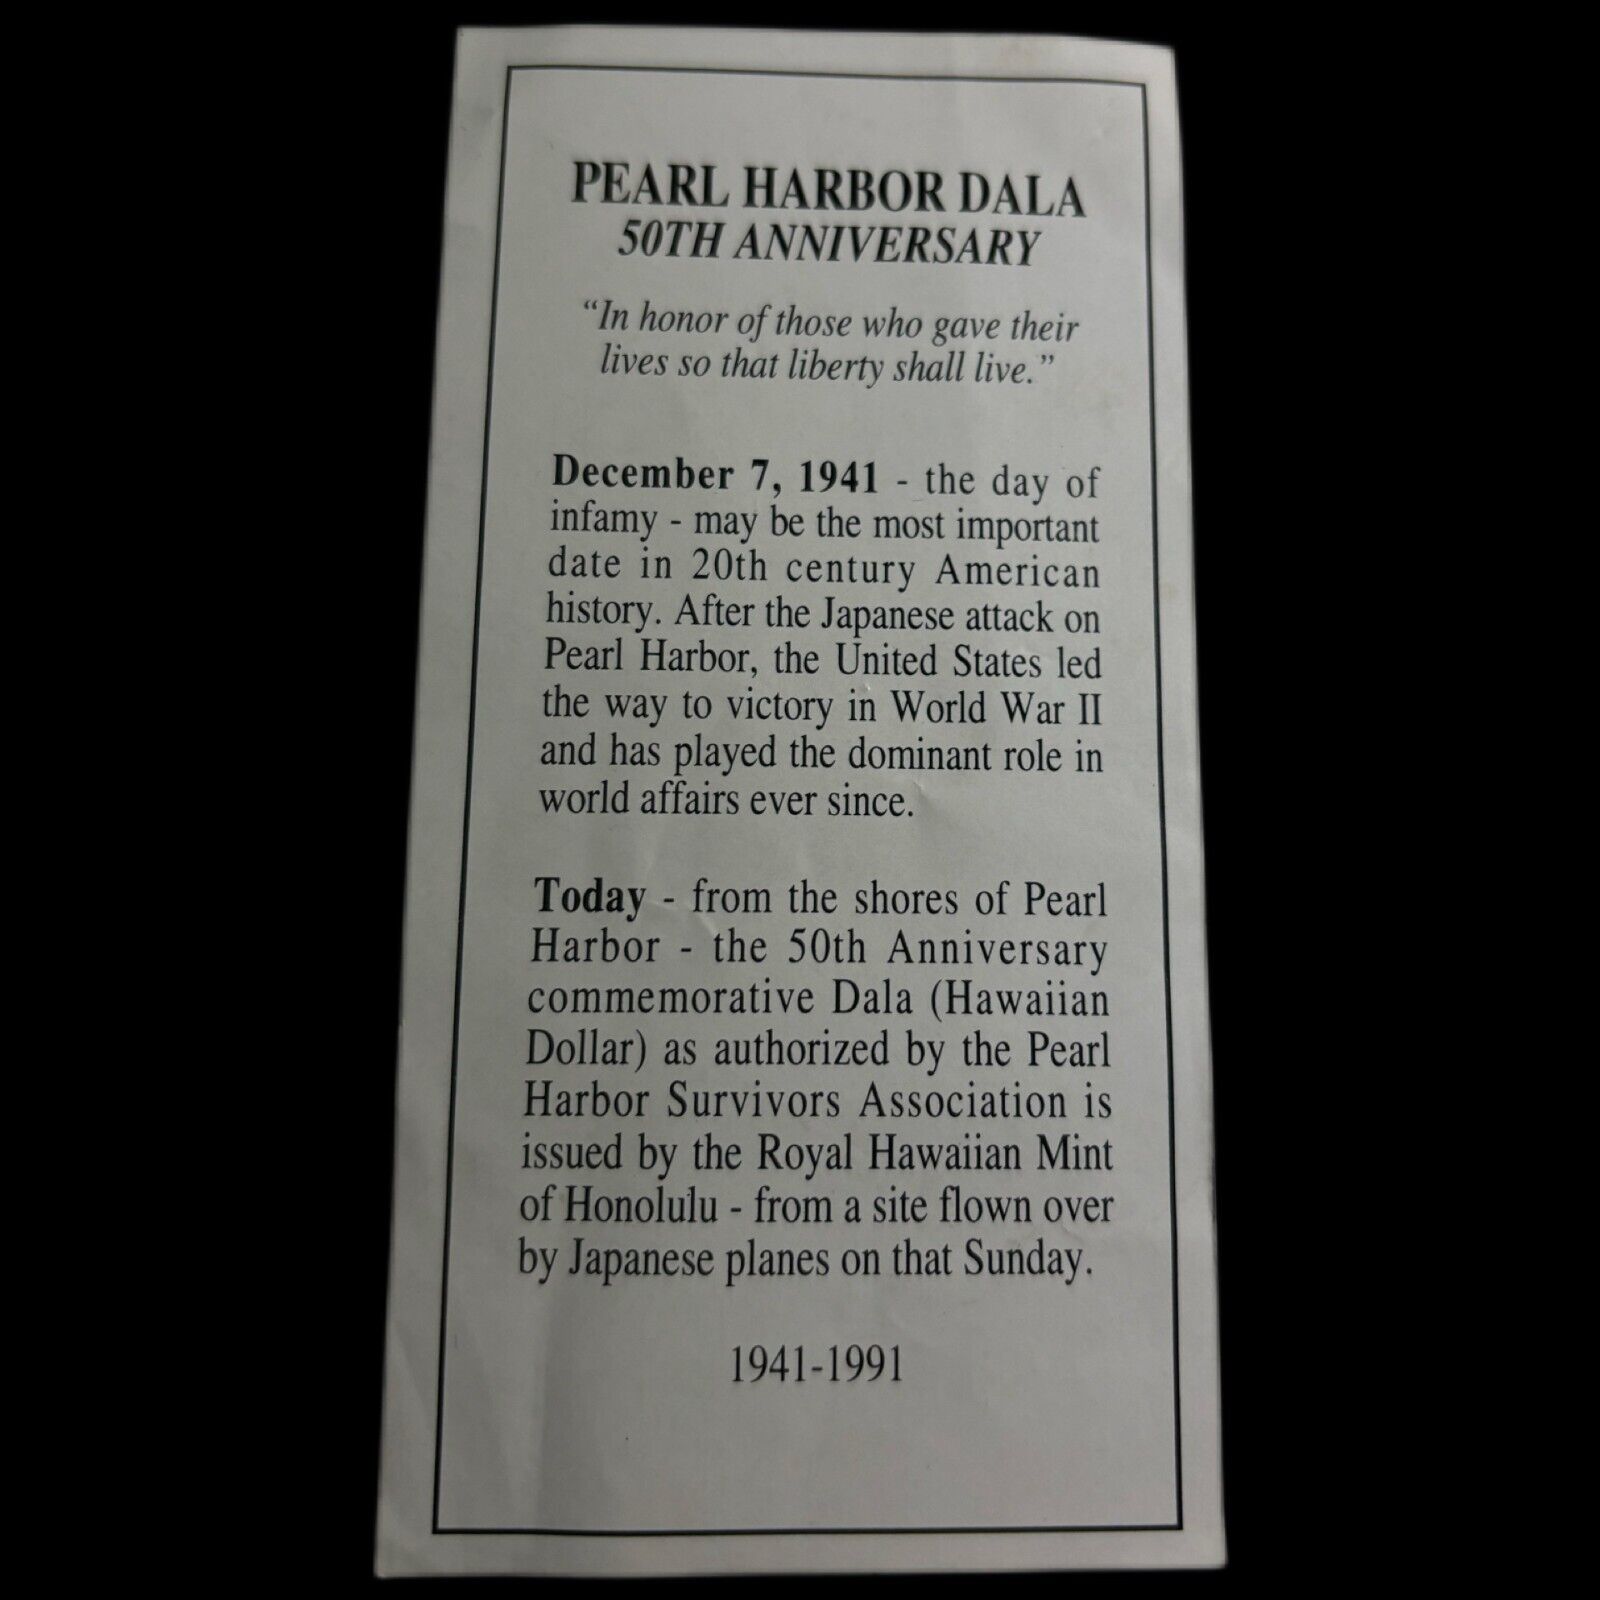 PEARL HARBOR DALA
50TH ANNIVERSARY
“In honor of those who gave their
lives so that liberty shall live.”
December 7, 1941 - the day of
infamy - may be the most important
date in 20th century American
history. After the Japanese attack on
Pearl Harbor, the United States led
the way to victory in World War II
and has played the dominant role in
world affairs ever since.
Today - from the shores of Pearl
Harbor - the 50th Anniversary
commemorative Dala (Hawaiian
Dollar) as authorized by the Pearl
Harbor Survivors Association is
issued by the Royal Hawaiian Mint
of Honolulu - from a site flown over
by Japanese planes on that Sunday.
1941-1991